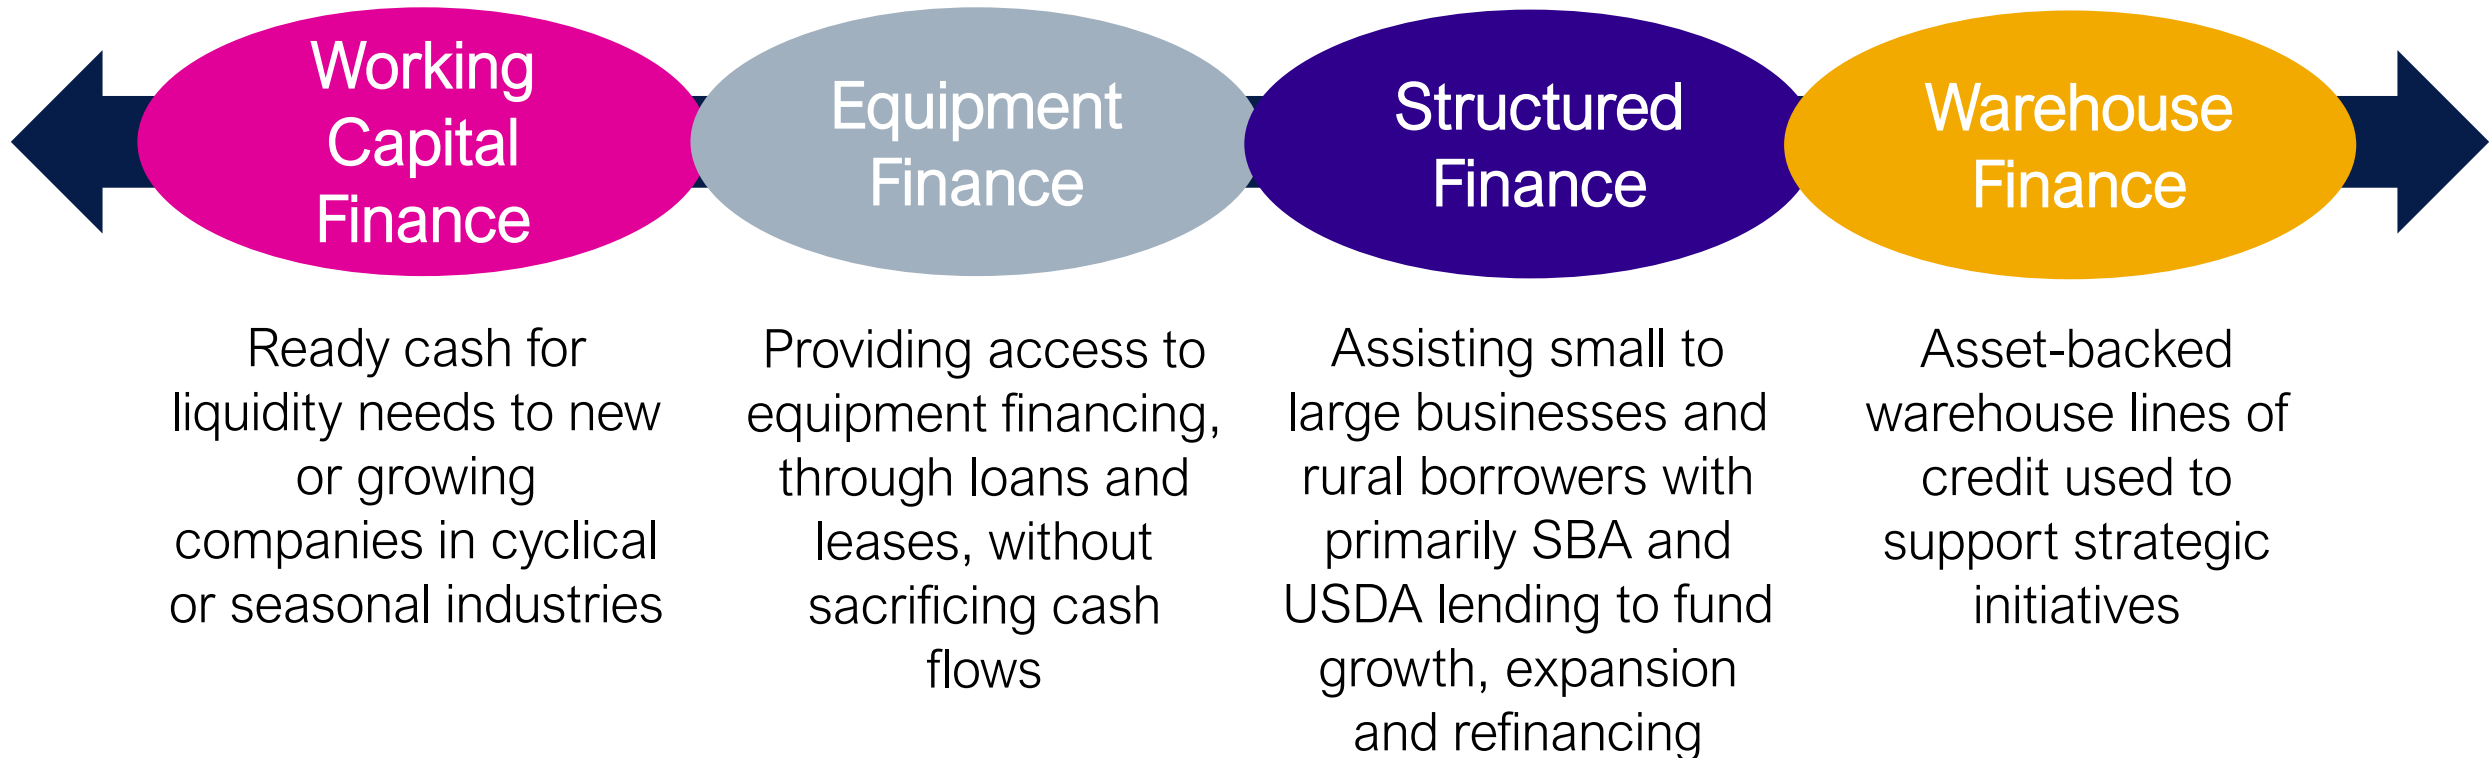 Working
Capital
Finance
Equipment
Finance
Structured
Finance
Warehouse
Finance
Ready cash for
liquidity needs to new
or growing
companies in cyclical
or seasonal industries
Providing access to
equipment financing,
through loans and
leases, without
sacrificing cash
flows
Assisting small to
large businesses and
rural borrowers with
primarily SBA and
USDA lending to fund
growth, expansion
and refinancing
Asset-backed
warehouse lines of
credit used to
support strategic
initiatives